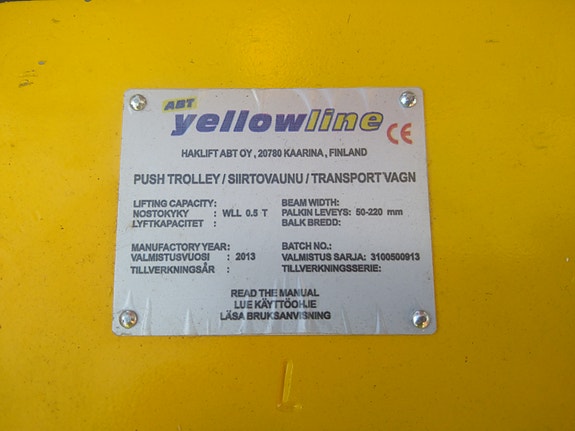 ABT
yellowline
CE
HAKLIFT ABT OY, 20780 KAARINA, FINLAND
PUSH TROLLEY / SIIRTOVAUNU / TRANSPORT VAGN
LIFTING CAPACITY:
NOSTOKYKY : WLL 0.5 T
LYFTKAPACITET :
BEAM WIDTH:
PALKIN LEVEYS: 50-220 mm
BALK BREDD:
MANUFACTORY YEAR:
VALMISTUSVUOSI : 2013
TILLVERKNINGSÅR :
BATCH NO.:
VALMISTUS SARJA: 3100500913
TILLVERKNINGSSERIE:
READ THE MANUAL
LUE KÄYTTÖOHJE
LÄSA BRUKSANVISNING